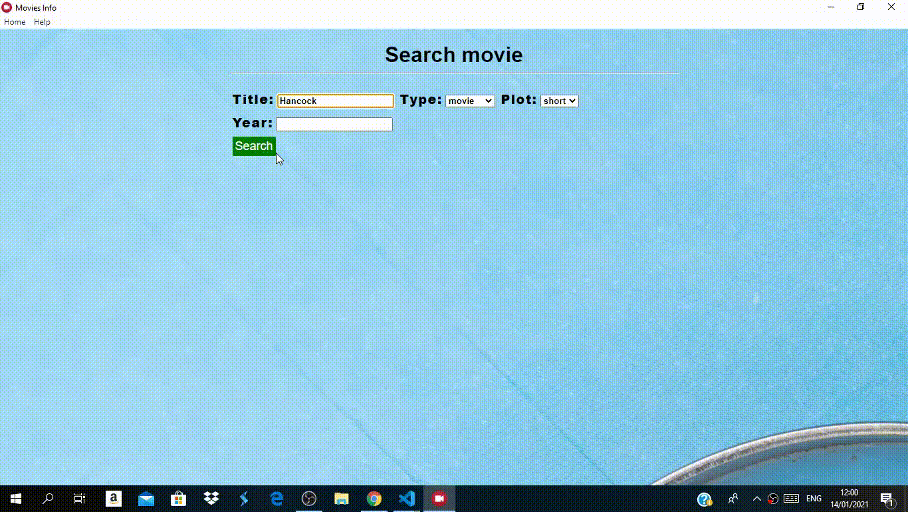 Movies Info
Home Help
Search movie
Title: Hancock Type: movie Plot: short
Year:
Search
a
ENG
12:00
14/01/2021
1